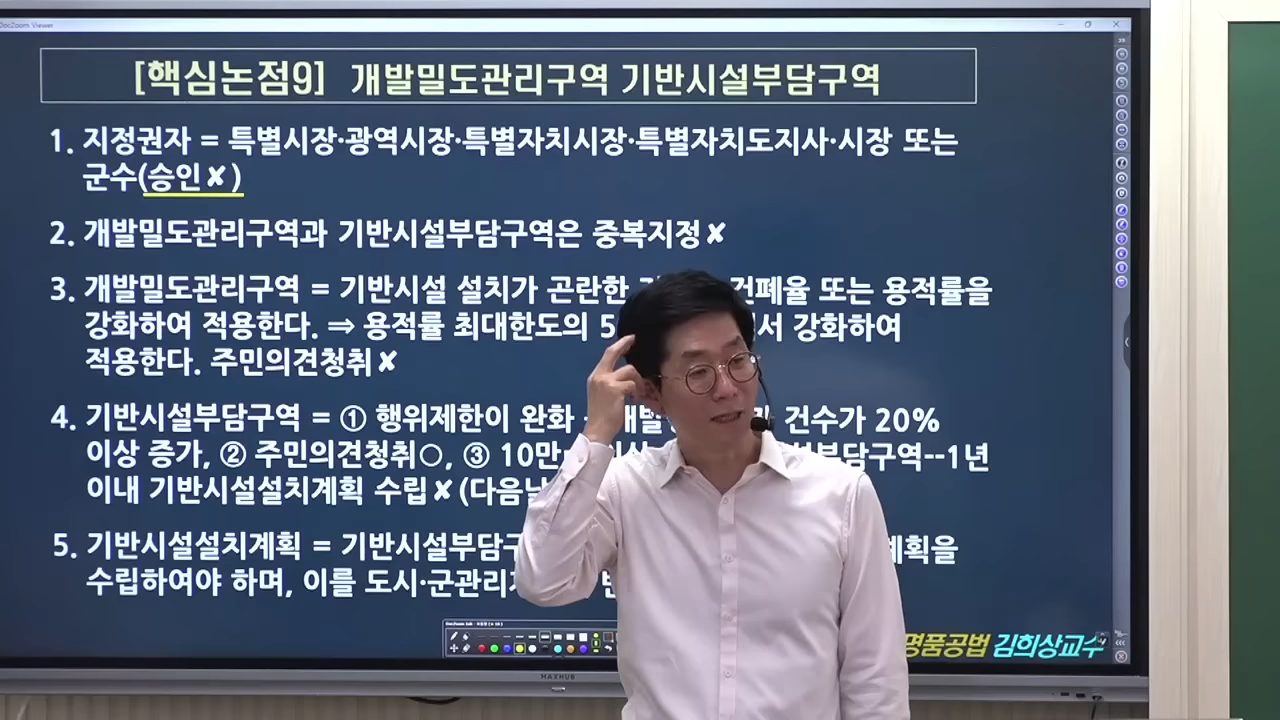 DocZoom Viewer
[핵심논점9] 개발밀도관리구역 기반시설부담구역
1. 지정권자 = 특별시장·광역시장·특별자치시장·특별자치도지사·시장 또는
군수(승인✘)
2. 개발밀도관리구역과 기반시설부담구역은 중복지정✘
3. 개발밀도관리구역 = 기반시설 설치가 곤란한 건폐율 또는 용적률을
강화하여 적용한다. ⇒ 용적률 최대한도의 5 서 강화하여
적용한다. 주민의견청취✘
4. 기반시설부담구역 = ① 행위제한이 완화 개발 건수가 20%
이상 증가, ② 주민의견청취○, ③ 10만 이상 부담구역--1년
이내 기반시설설치계획 수립✘(다음날
5. 기반시설설치계획 = 기반시설부담구 계획을
수립하여야 하며, 이를 도시·군관리
명품공법 김희상교수
MAXHUB